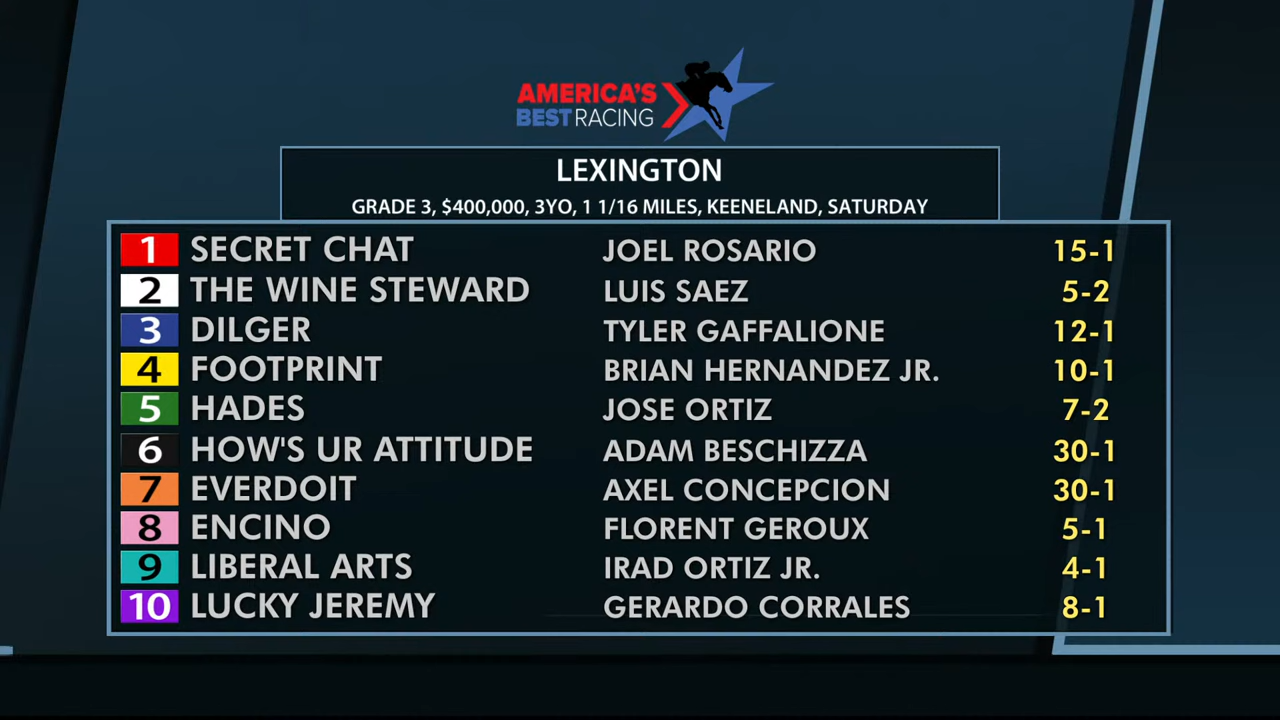 AMERICA'S
BEST RACING
LEXINGTON
GRADE 3, $400,000, 3YO, 1 1/16 MILES, KEENELAND, SATURDAY
1 SECRET CHAT JOEL ROSARIO 15-1
2 THE WINE STEWARD LUIS SAEZ 5-2
3 DILGER TYLER GAFFALIONE 12-1
4 FOOTPRINT BRIAN HERNANDEZ JR. 10-1
5 HADES JOSE ORTIZ 7-2
6 HOW'S UR ATTITUDE ADAM BESCHIZZA 30-1
7 EVERDOIT AXEL CONCEPCION 30-1
8 ENCINO FLORENT GEROUX 5-1
9 LIBERAL ARTS IRAD ORTIZ JR. 4-1
10 LUCKY JEREMY GERARDO CORRALES 8-1